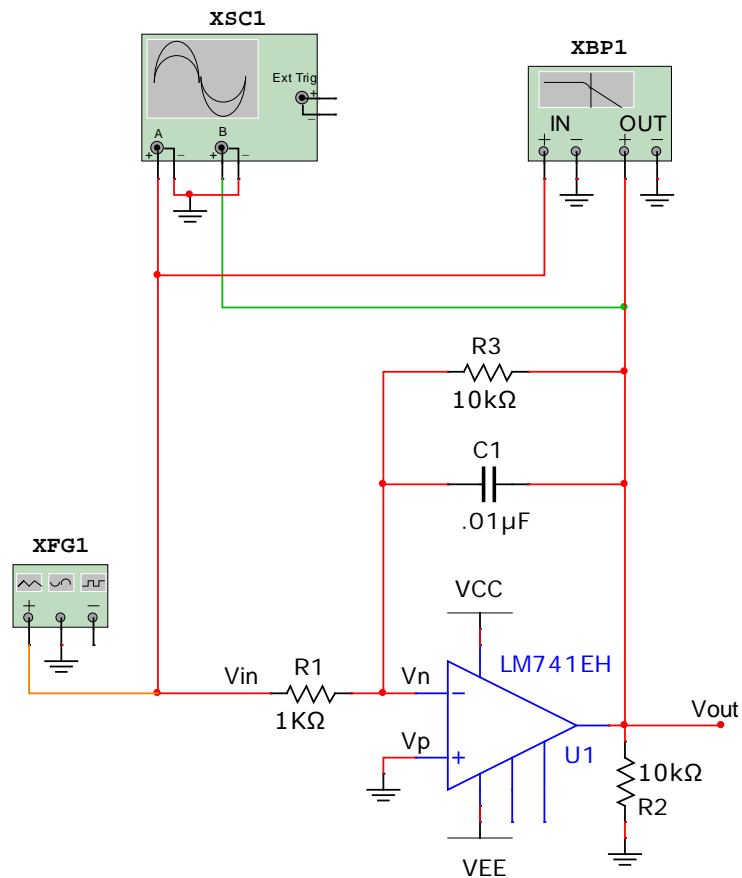 XSC1
XBP1
Ext Trig
+
−
A
B
+ − + −
IN OUT
+ − + −
R3
10kΩ
C1
.01µF
XFG1
+ −
VCC
LM741EH
Vin
R1
1KΩ
Vn
−
Vp
+
U1
Vout
10kΩ
R2
VEE